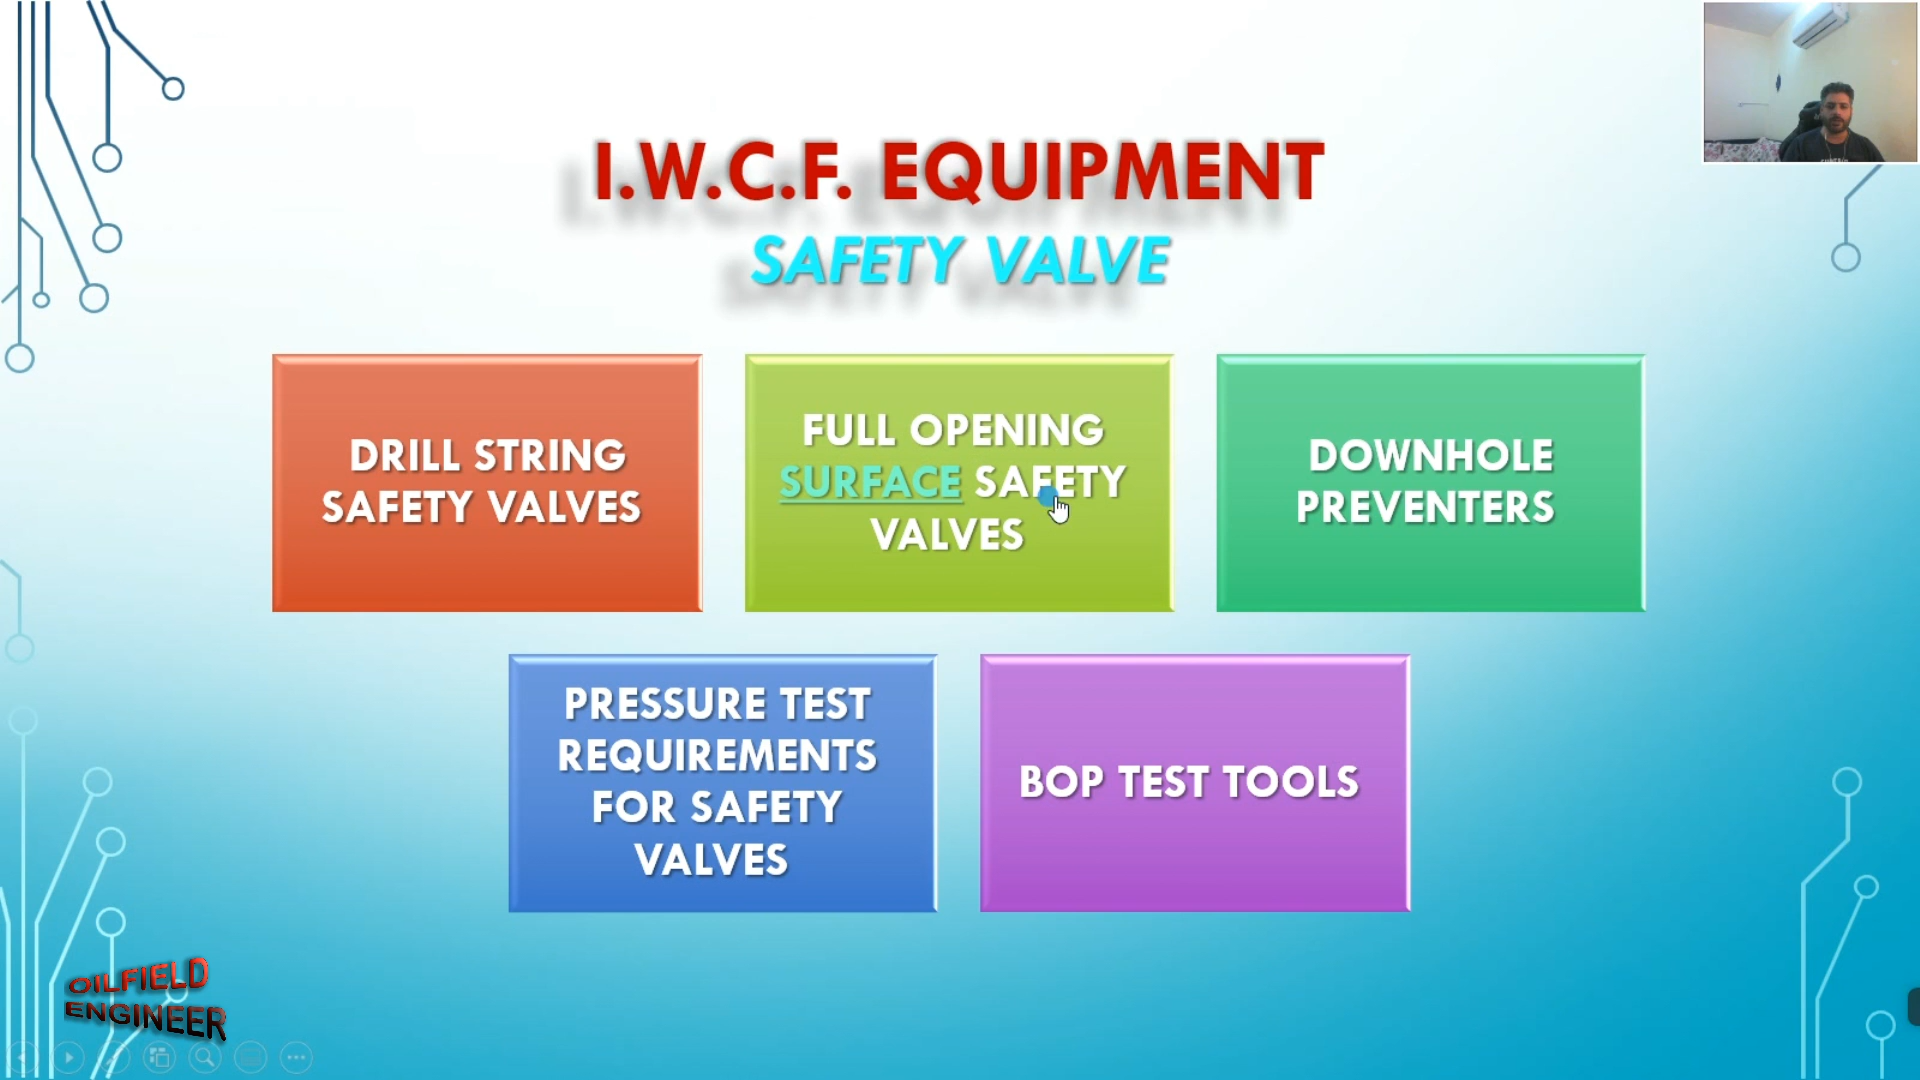 I.W.C.F. EQUIPMENT
SAFETY VALVE
DRILL STRING
SAFETY VALVES
FULL OPENING
SURFACE SAFETY
VALVES
DOWNHOLE
PREVENTERS
PRESSURE TEST
REQUIREMENTS
FOR SAFETY
VALVES
BOP TEST TOOLS
OILFIELD
ENGINEER